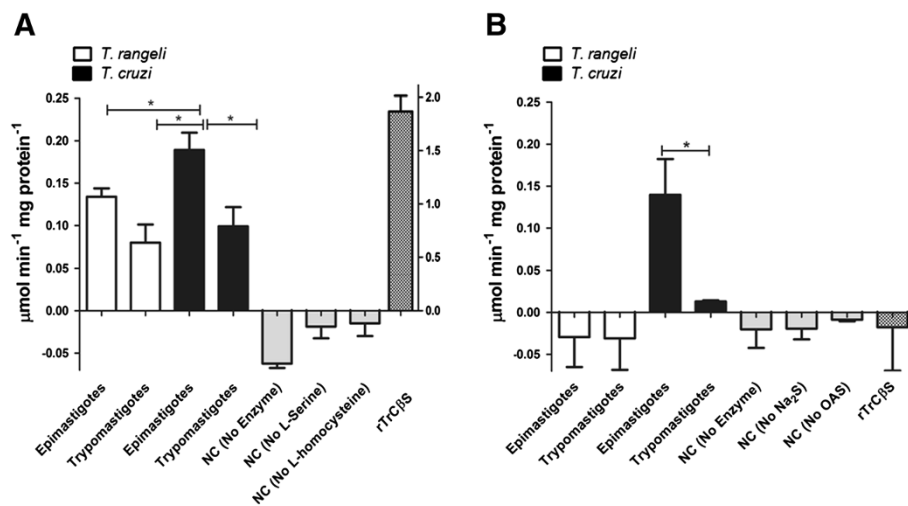 A
T. rangeli
T. cruzi
µmol min-1 mg protein-1
0.25
0.20
0.15
0.10
0.05
0.00
-0.05
*
*
*
2.0
1.5
1.0
0.5
0.0
Epimastigotes
Trypomastigotes
Epimastigotes
Trypomastigotes
NC (No Enzyme)
NC (No L-Serine)
NC (No L-homocysteine)
rTrCβS
B
T. rangeli
T. cruzi
µmol min-1 mg protein-1
0.25
0.20
0.15
0.10
0.05
0.00
-0.05
*
Epimastigotes
Trypomastigotes
Epimastigotes
Trypomastigotes
NC (No Enzyme)
NC (No Na2S)
NC (No OAS)
rTrCβS